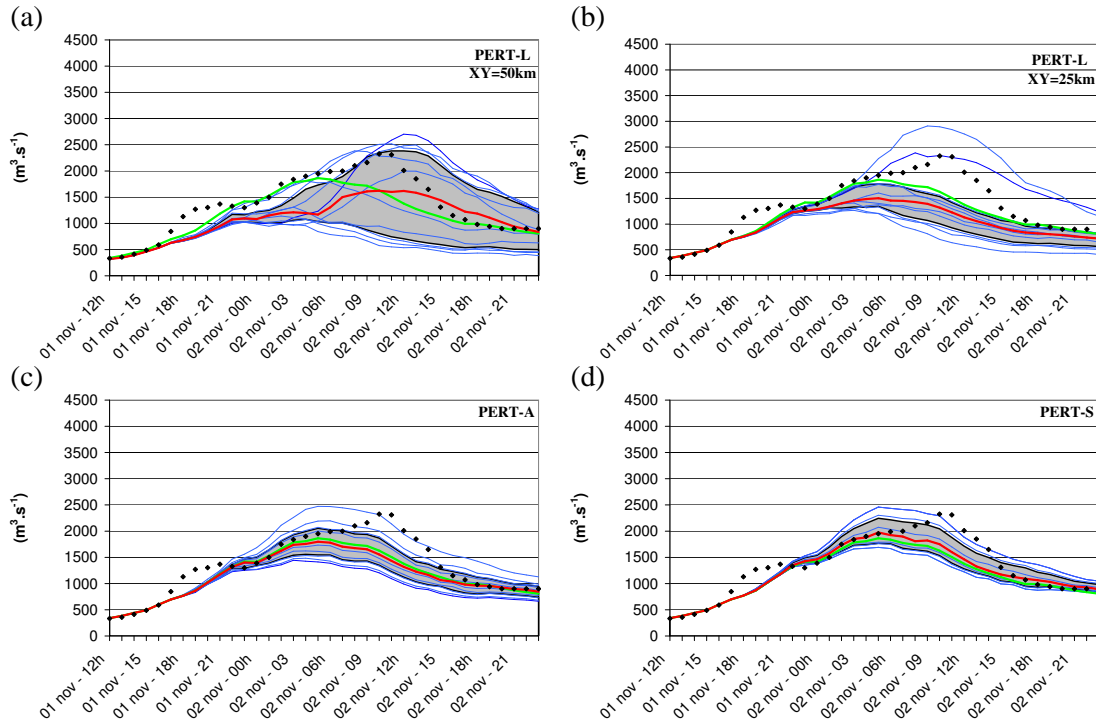 (a)
4500
4000
3500
3000
2500
2000
1500
1000
500
0
(m³.s⁻¹)
PERT-L
XY=50km
01 nov - 12h
01 nov - 15
01 nov - 18h
01 nov - 21
02 nov - 00h
02 nov - 03
02 nov - 06h
02 nov - 09
02 nov - 12h
02 nov - 15
02 nov - 18h
02 nov - 21
(b)
4500
4000
3500
3000
2500
2000
1500
1000
500
0
(m³.s⁻¹)
PERT-L
XY=25km
01 nov - 12h
01 nov - 15
01 nov - 18h
01 nov - 21
02 nov - 00h
02 nov - 03
02 nov - 06h
02 nov - 09
02 nov - 12h
02 nov - 15
02 nov - 18h
02 nov - 21
(c)
4500
4000
3500
3000
2500
2000
1500
1000
500
0
(m³.s⁻¹)
PERT-A
01 nov - 12h
01 nov - 15
01 nov - 18h
01 nov - 21
02 nov - 00h
02 nov - 03
02 nov - 06h
02 nov - 09
02 nov - 12h
02 nov - 15
02 nov - 18h
02 nov - 21
(d)
4500
4000
3500
3000
2500
2000
1500
1000
500
0
(m³.s⁻¹)
PERT-S
01 nov - 12h
01 nov - 15
01 nov - 18h
01 nov - 21
02 nov - 00h
02 nov - 03
02 nov - 06h
02 nov - 09
02 nov - 12h
02 nov - 15
02 nov - 18h
02 nov - 21